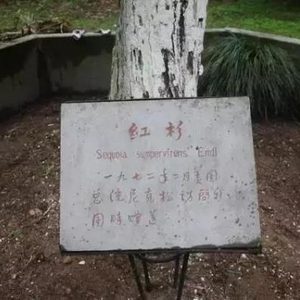 红杉
Sequoia sempervirens Endl
一九七二年二月美国
总统尼克松访问我
国时赠送